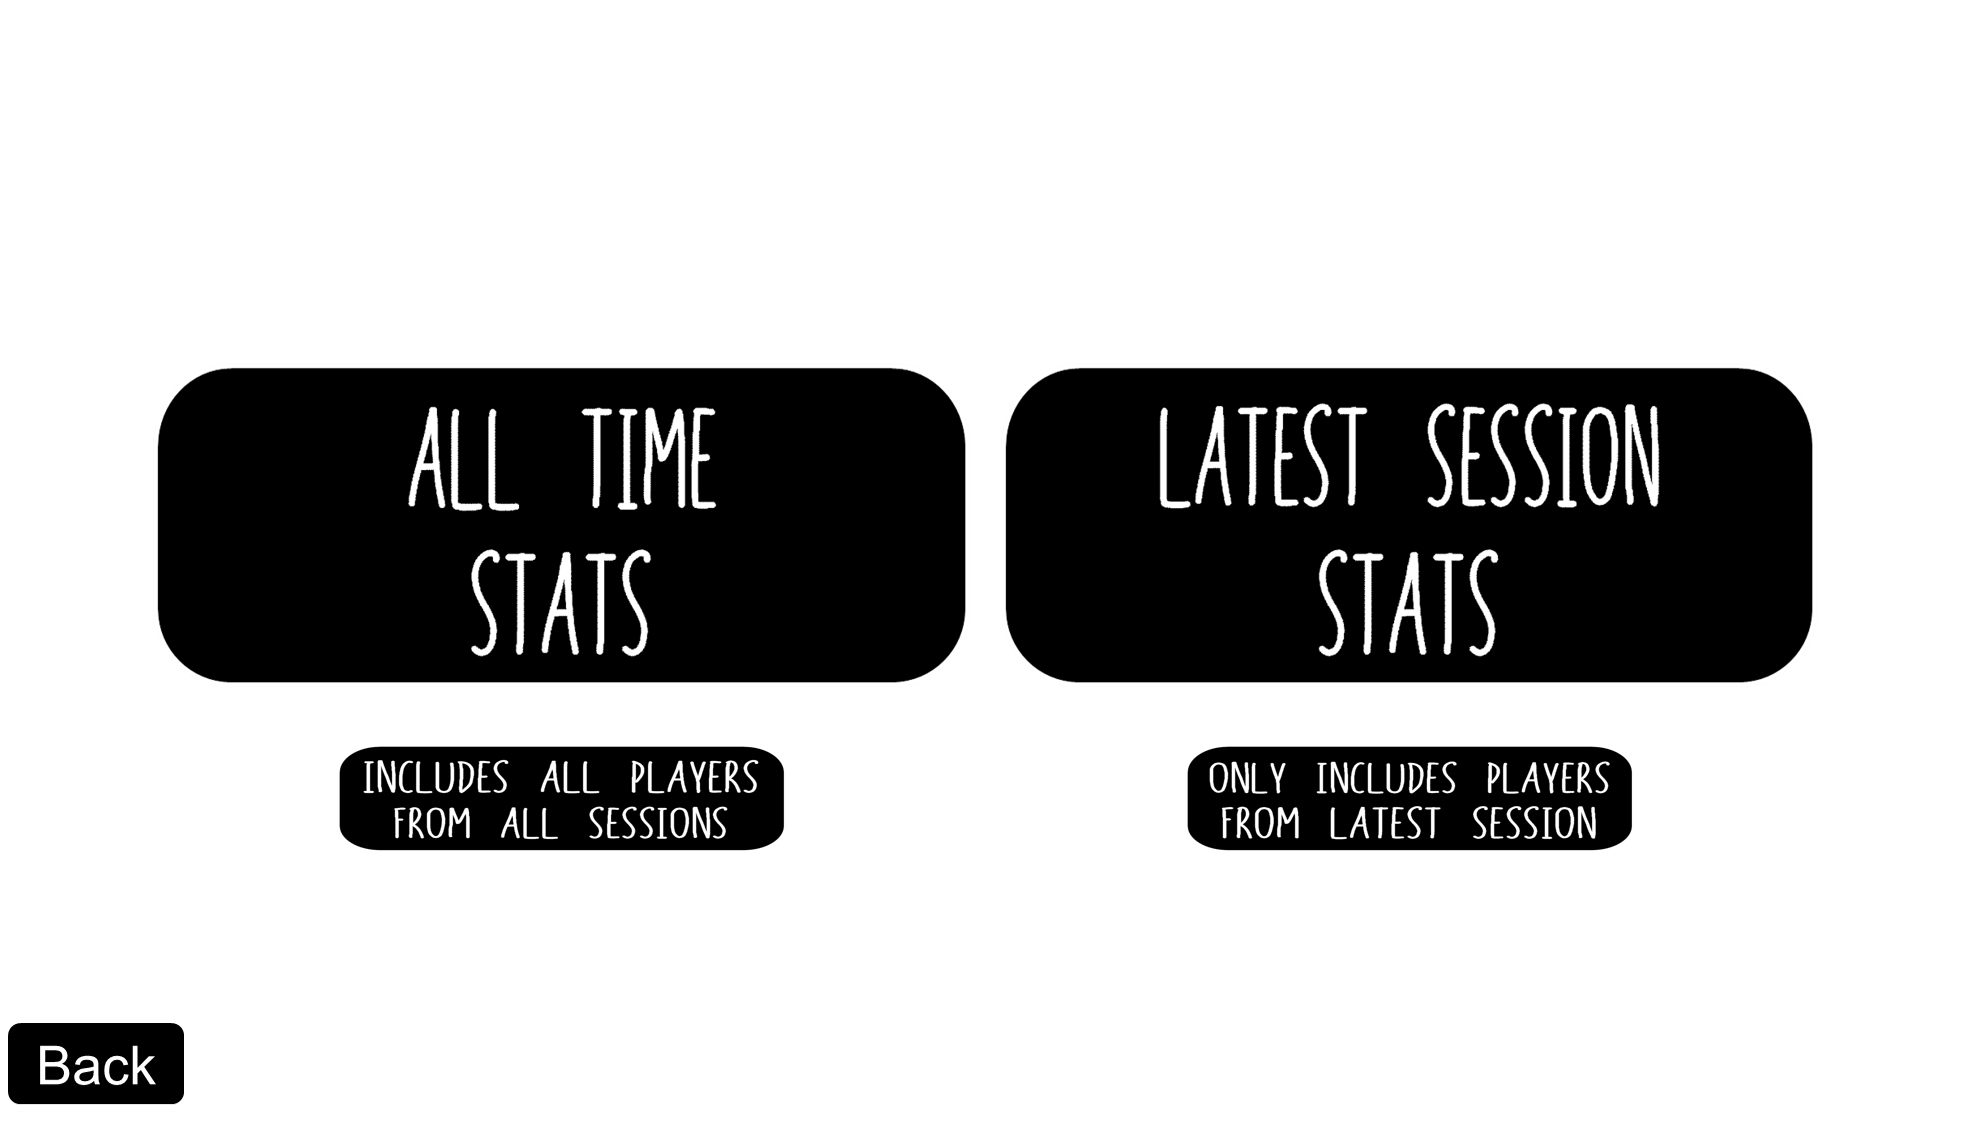 ALL TIME
STATS
LATEST SESSION
STATS
INCLUDES ALL PLAYERS
FROM ALL SESSIONS
ONLY INCLUDES PLAYERS
FROM LATEST SESSION
Back